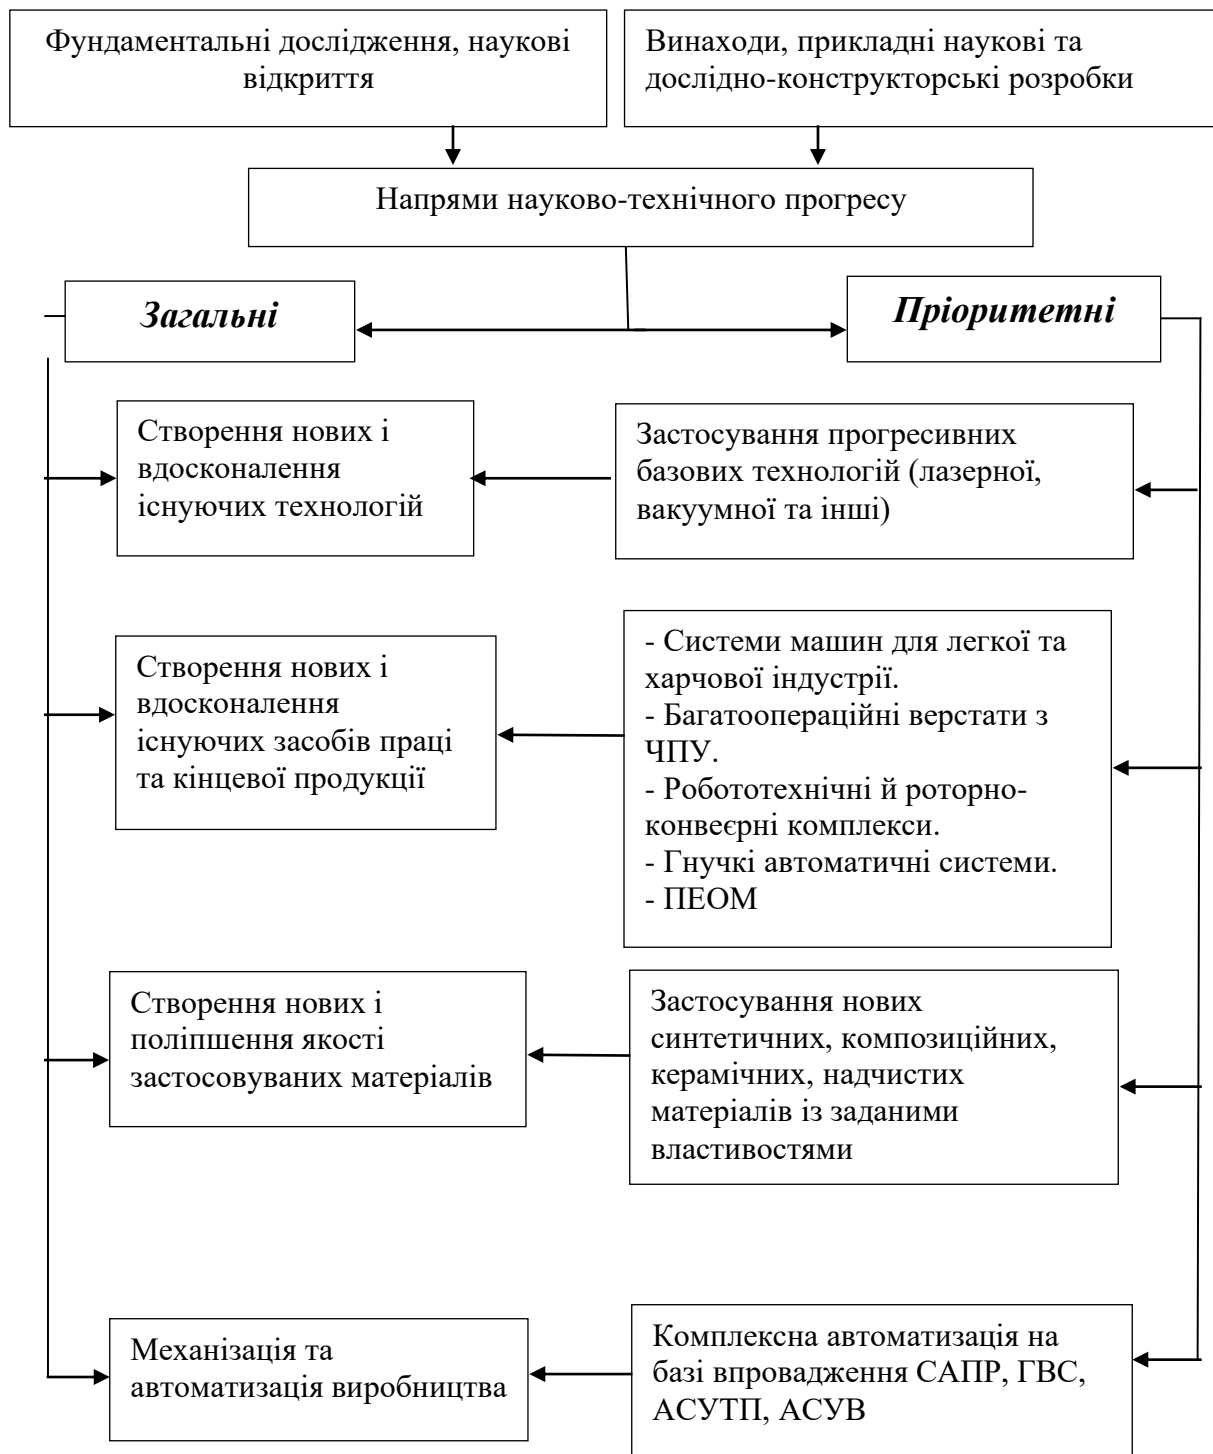 Фундаментальні дослідження, наукові
відкриття
Винаходи, прикладні наукові та
дослідно-конструкторські розробки
Напрями науково-технічного прогресу
Загальні
Пріоритетні
Створення нових і
вдосконалення
існуючих технологій
Застосування прогресивних
базових технологій (лазерної,
вакуумної та інші)
Створення нових і
вдосконалення
існуючих засобів праці
та кінцевої продукції
- Системи машин для легкої та
харчової індустрії.
- Багатоопераційні верстати з
ЧПУ.
- Робототехнічні й роторно-
конвеєрні комплекси.
- Гнучкі автоматичні системи.
- ПЕОМ
Створення нових і
поліпшення якості
застосовуваних матеріалів
Застосування нових
синтетичних, композиційних,
керамічних, надчистих
матеріалів із заданими
властивостями
Механізація та
автоматизація виробництва
Комплексна автоматизація на
базі впровадження САПР, ГВС,
АСУТП, АСУВ